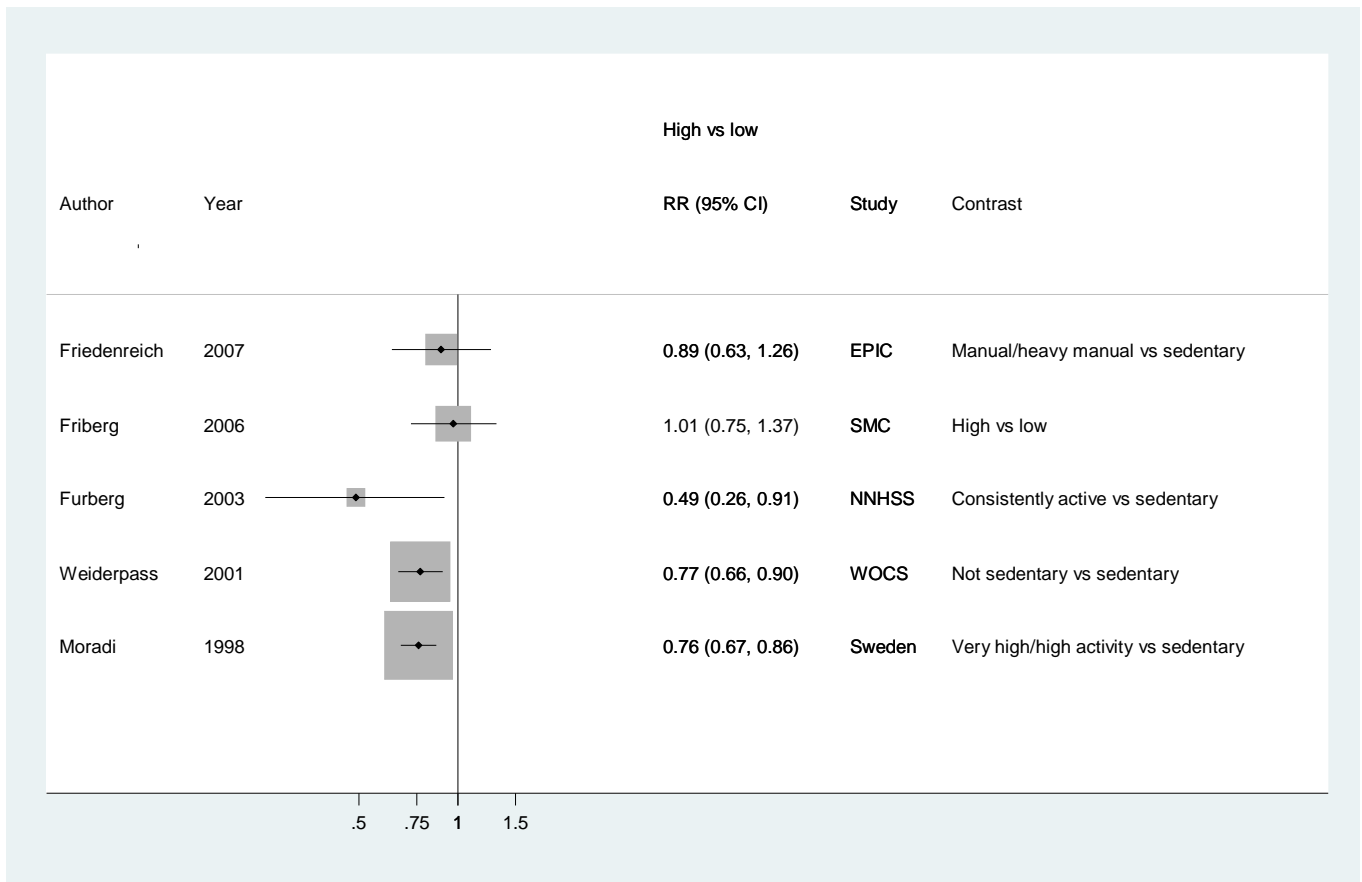 High vs low
Author Year RR (95% CI) Study Contrast
Friedenreich 2007 0.89 (0.63, 1.26) EPIC Manual/heavy manual vs sedentary
Friberg 2006 1.01 (0.75, 1.37) SMC High vs low
Furberg 2003 0.49 (0.26, 0.91) NNHSS Consistently active vs sedentary
Weiderpass 2001 0.77 (0.66, 0.90) WOCS Not sedentary vs sedentary
Moradi 1998 0.76 (0.67, 0.86) Sweden Very high/high activity vs sedentary
.5 .75 1 1.5